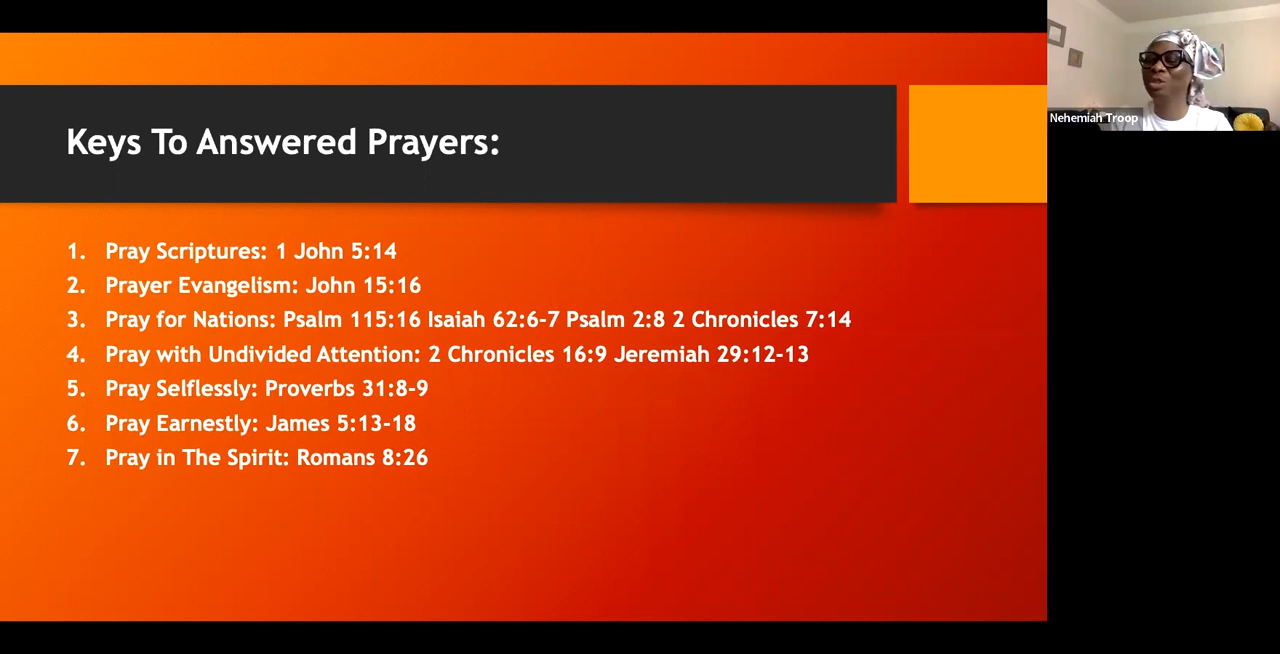 Keys To Answered Prayers:
1. Pray Scriptures: 1 John 5:14
2. Prayer Evangelism: John 15:16
3. Pray for Nations: Psalm 115:16 Isaiah 62:6-7 Psalm 2:8 2 Chronicles 7:14
4. Pray with Undivided Attention: 2 Chronicles 16:9 Jeremiah 29:12-13
5. Pray Selflessly: Proverbs 31:8-9
6. Pray Earnestly: James 5:13-18
7. Pray in The Spirit: Romans 8:26
Nehemiah Troop